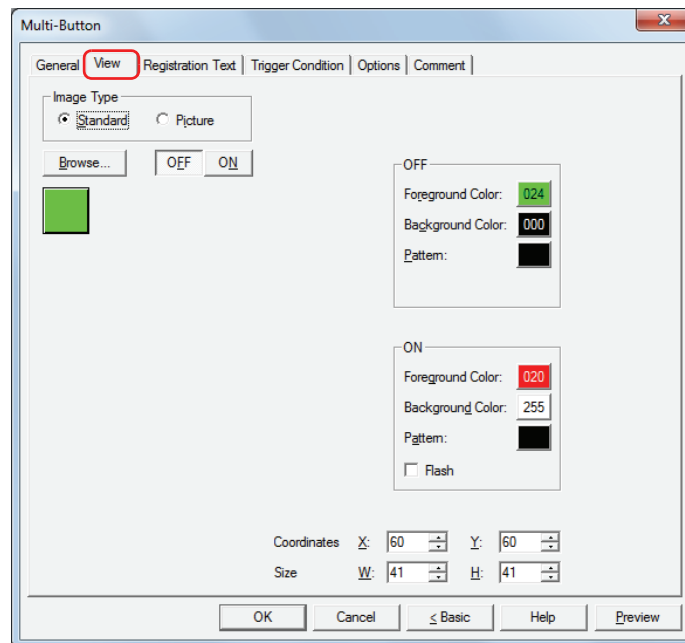 Multi-Button
x
General View Registration Text Trigger Condition Options Comment
Image Type
Standard Picture
Browse... OFF ON
OFF
Foreground Color: 024
Background Color: 000
Pattern:
ON
Foreground Color: 020
Background Color: 255
Pattern:
Flash
Coordinates X: 60 Y: 60
Size W: 41 H: 41
OK Cancel < Basic Help Preview